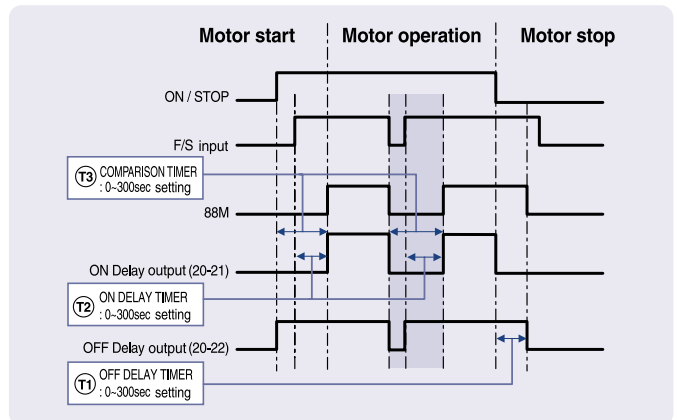 Motor start
Motor operation
Motor stop
ON / STOP
F/S input
T3 COMPARISON TIMER
: 0~300sec setting
88M
ON Delay output (20-21)
T2 ON DELAY TIMER
: 0~300sec setting
OFF Delay output (20-22)
T1 OFF DELAY TIMER
: 0~300sec setting